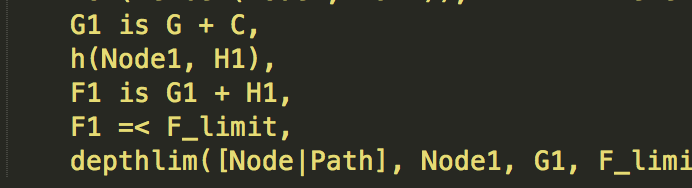 G1 is G + C,
h(Node1, H1),
F1 is G1 + H1,
F1 =< F_limit,
depthlim([Node|Path], Node1, G1, F_limi